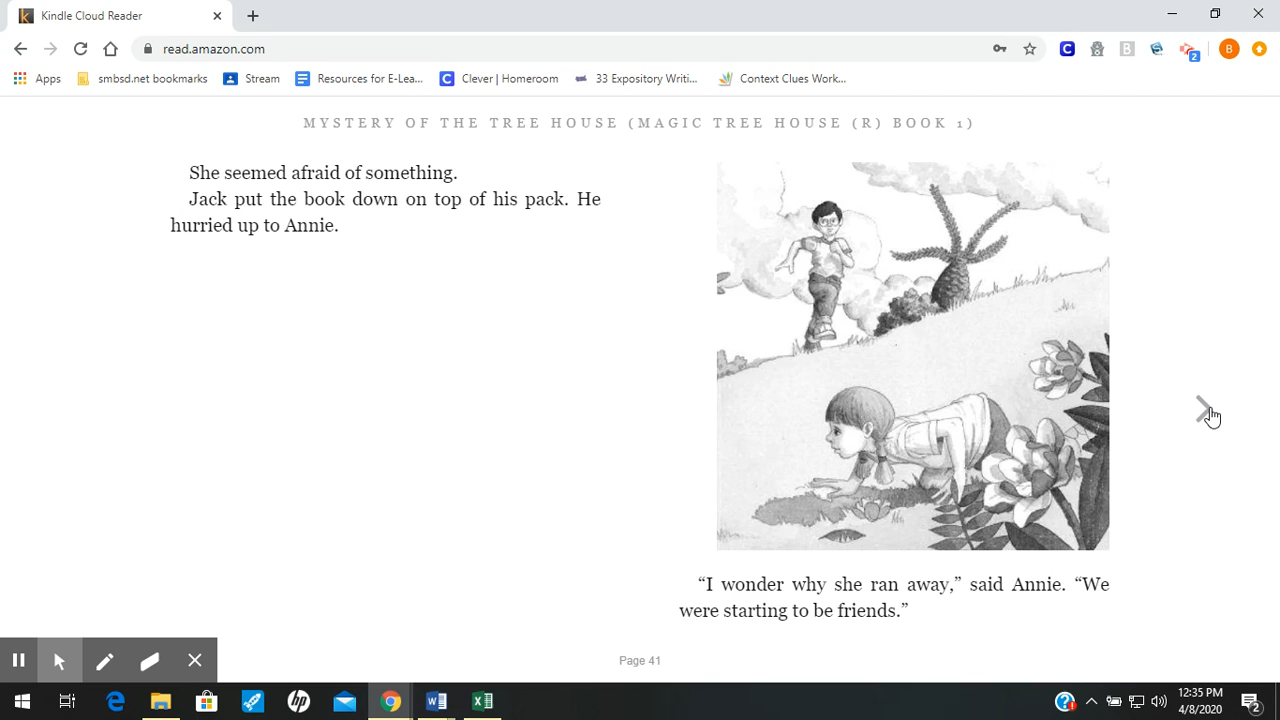 Kindle Cloud Reader
read.amazon.com
2
B
Apps
smbsd.net bookmarks
Stream
Resources for E-Lea...
Clever | Homeroom
33 Expository Writi...
Context Clues Work...
MYSTERY OF THE TREE HOUSE (MAGIC TREE HOUSE (R) BOOK 1)
She seemed afraid of something.
Jack put the book down on top of his pack. He
hurried up to Annie.
“I wonder why she ran away,” said Annie. “We
were starting to be friends.”
Page 41
12:35 PM
4/8/2020
2